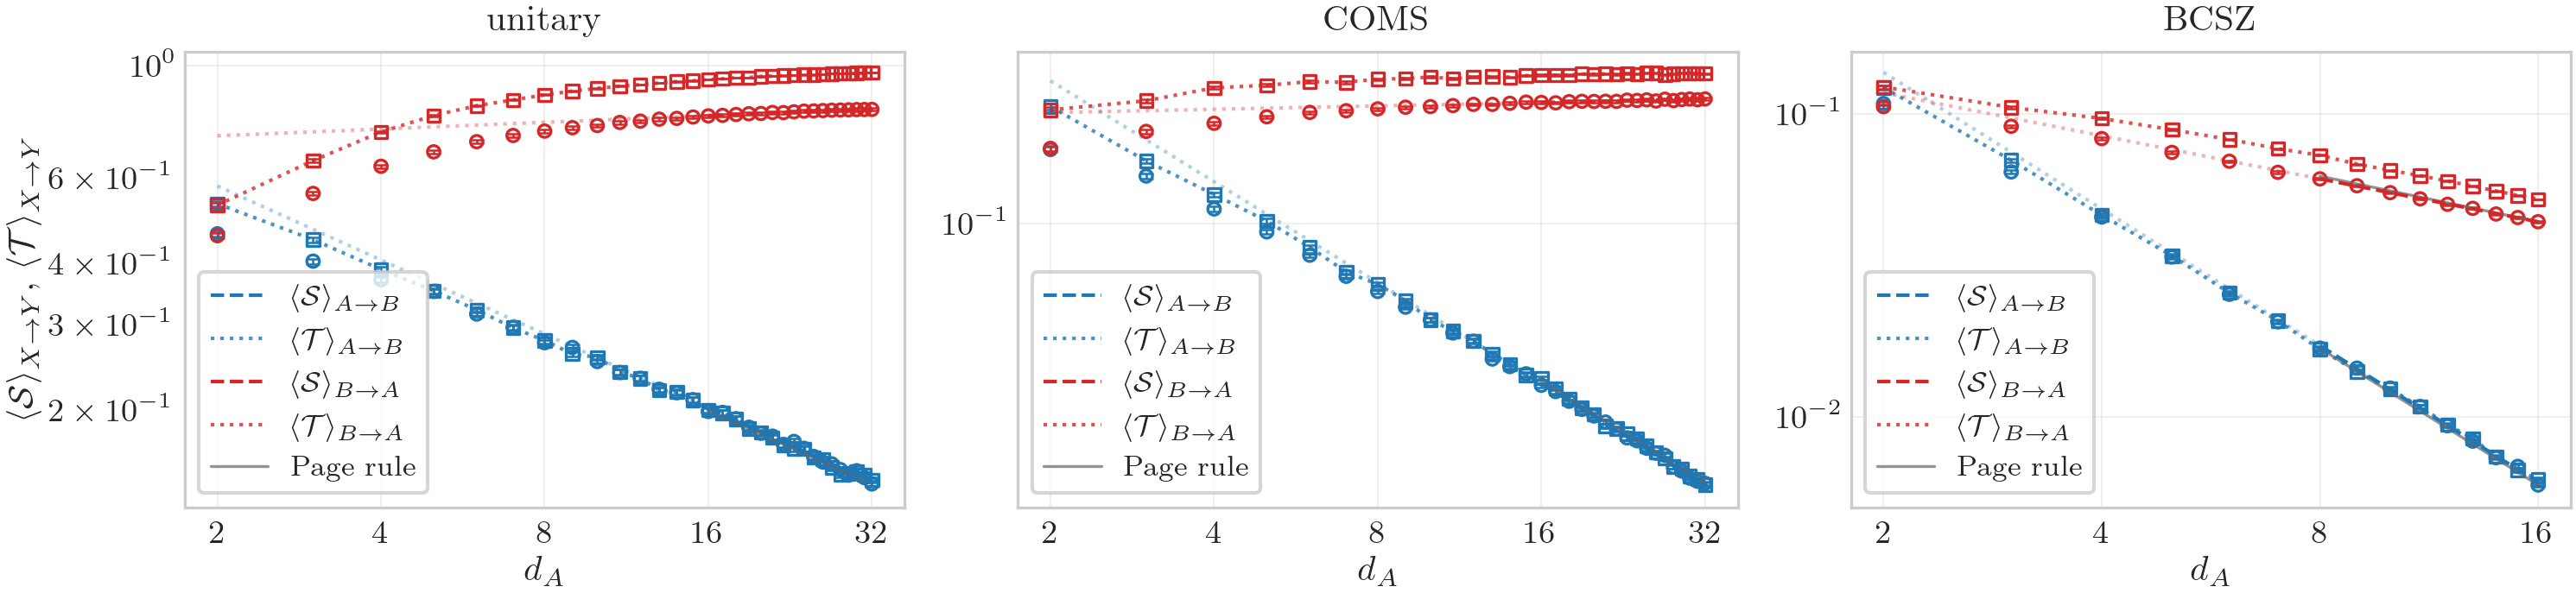 unitary
COMS
BCSZ
⟨𝒮⟩_{X→Y}, ⟨𝒯⟩_{X→Y}
10^0
6 × 10^{-1}
4 × 10^{-1}
3 × 10^{-1}
2 × 10^{-1}
⟨𝒮⟩_{A→B}
⟨𝒯⟩_{A→B}
⟨𝒮⟩_{B→A}
⟨𝒯⟩_{B→A}
Page rule
2 4 8 16 32
d_A
10^{-1}
⟨𝒮⟩_{A→B}
⟨𝒯⟩_{A→B}
⟨𝒮⟩_{B→A}
⟨𝒯⟩_{B→A}
Page rule
2 4 8 16 32
d_A
10^{-1}
10^{-2}
⟨𝒮⟩_{A→B}
⟨𝒯⟩_{A→B}
⟨𝒮⟩_{B→A}
⟨𝒯⟩_{B→A}
Page rule
2 4 8 16
d_A